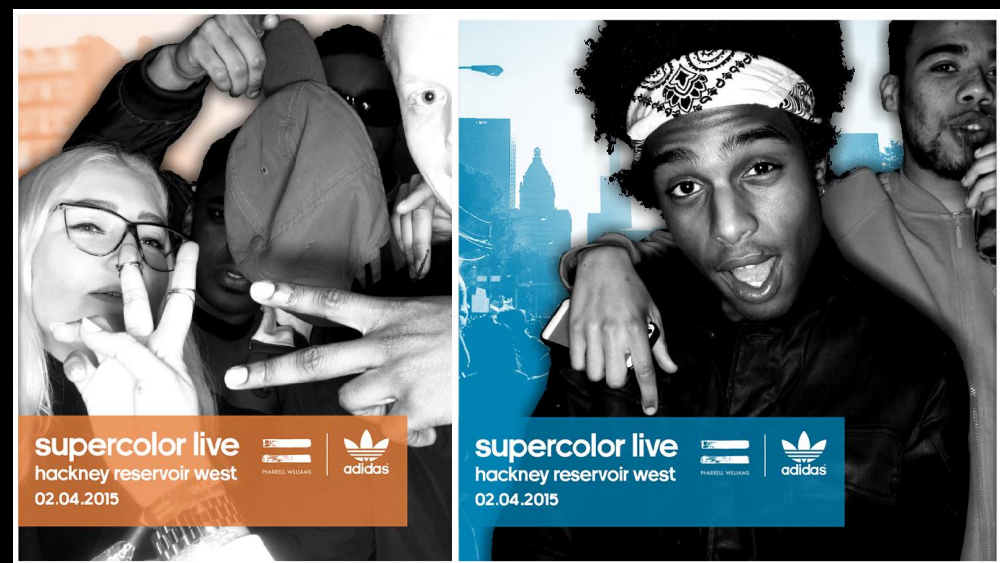 supercolor live
hackney reservoir west
02.04.2015
PHARRELL WILLIAMS
adidas
supercolor live
hackney reservoir west
02.04.2015
PHARRELL WILLIAMS
adidas